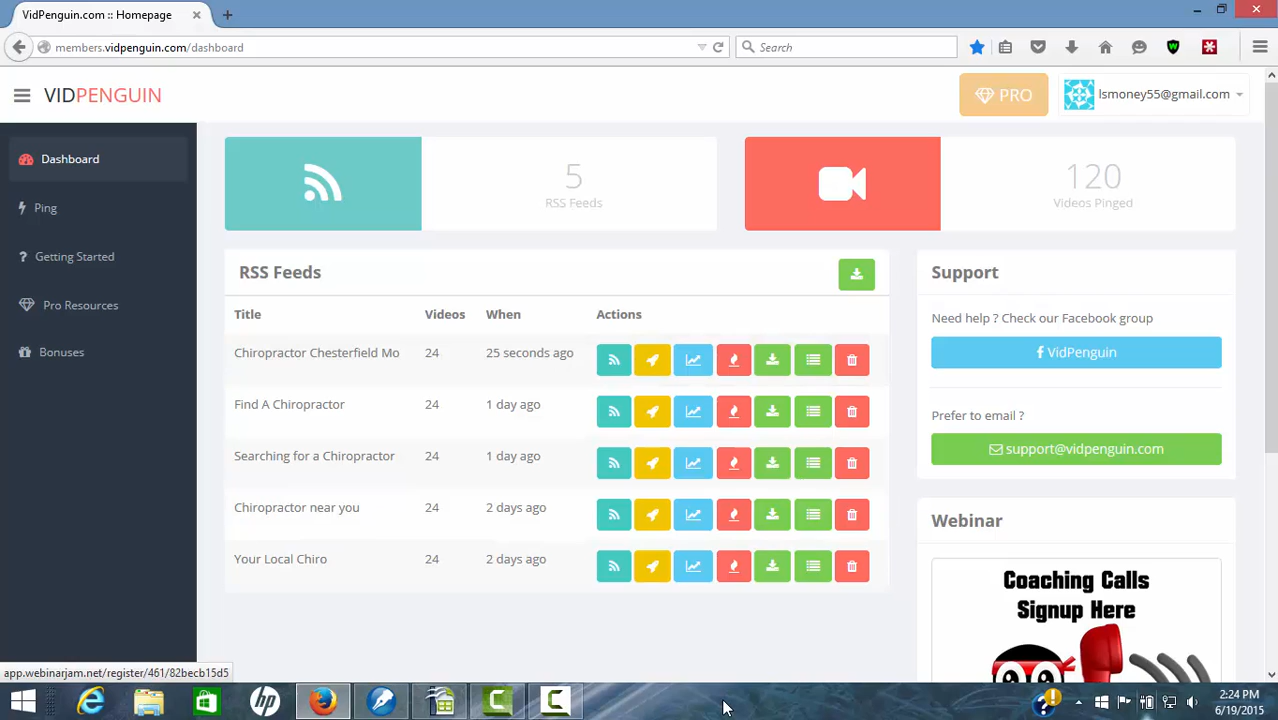 VidPenguin.com :: Homepage
members.vidpenguin.com/dashboard
Search
VIDPENGUIN
PRO
lsmoney55@gmail.com
Dashboard
Ping
Getting Started
Pro Resources
Bonuses
5
RSS Feeds
120
Videos Pinged
RSS Feeds
Title Videos When Actions
Chiropractor Chesterfield Mo 24 25 seconds ago
Find A Chiropractor 24 1 day ago
Searching for a Chiropractor 24 1 day ago
Chiropractor near you 24 2 days ago
Your Local Chiro 24 2 days ago
Support
Need help ? Check our Facebook group
VidPenguin
Prefer to email ?
support@vidpenguin.com
Webinar
Coaching Calls
Signup Here
app.webinarjam.net/register/461/82becb15d5
2:24 PM
6/19/2015